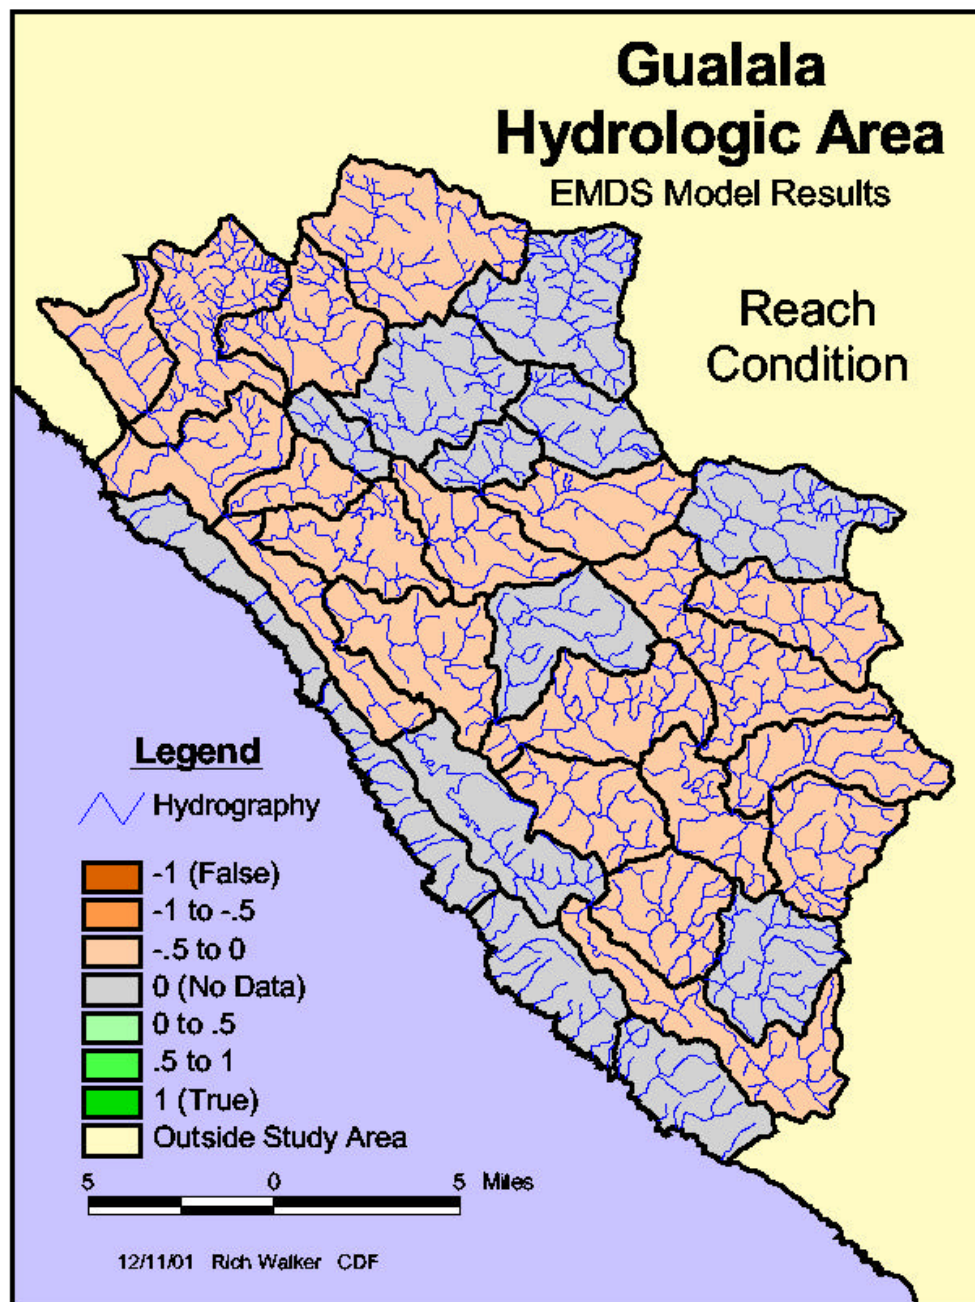 Gualala
Hydrologic Area
EMDS Model Results
Reach
Condition
Legend
Hydrography
-1 (False)
-1 to -.5
-.5 to 0
0 (No Data)
0 to .5
.5 to 1
1 (True)
Outside Study Area
5 0 5 Miles
12/11/01 Rich Walker CDF